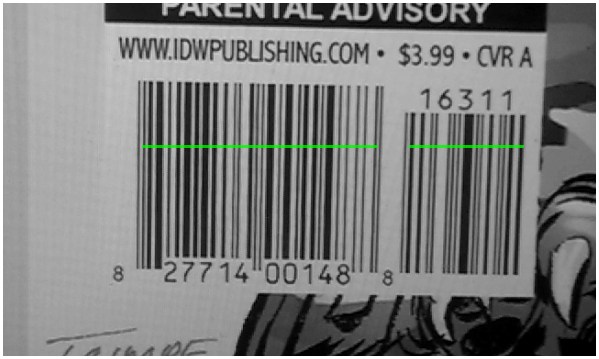 PARENTAL ADVISORY
WWW.IDWPUBLISHING.COM • $3.99 • CVR A
16311
8 27714 00148 8